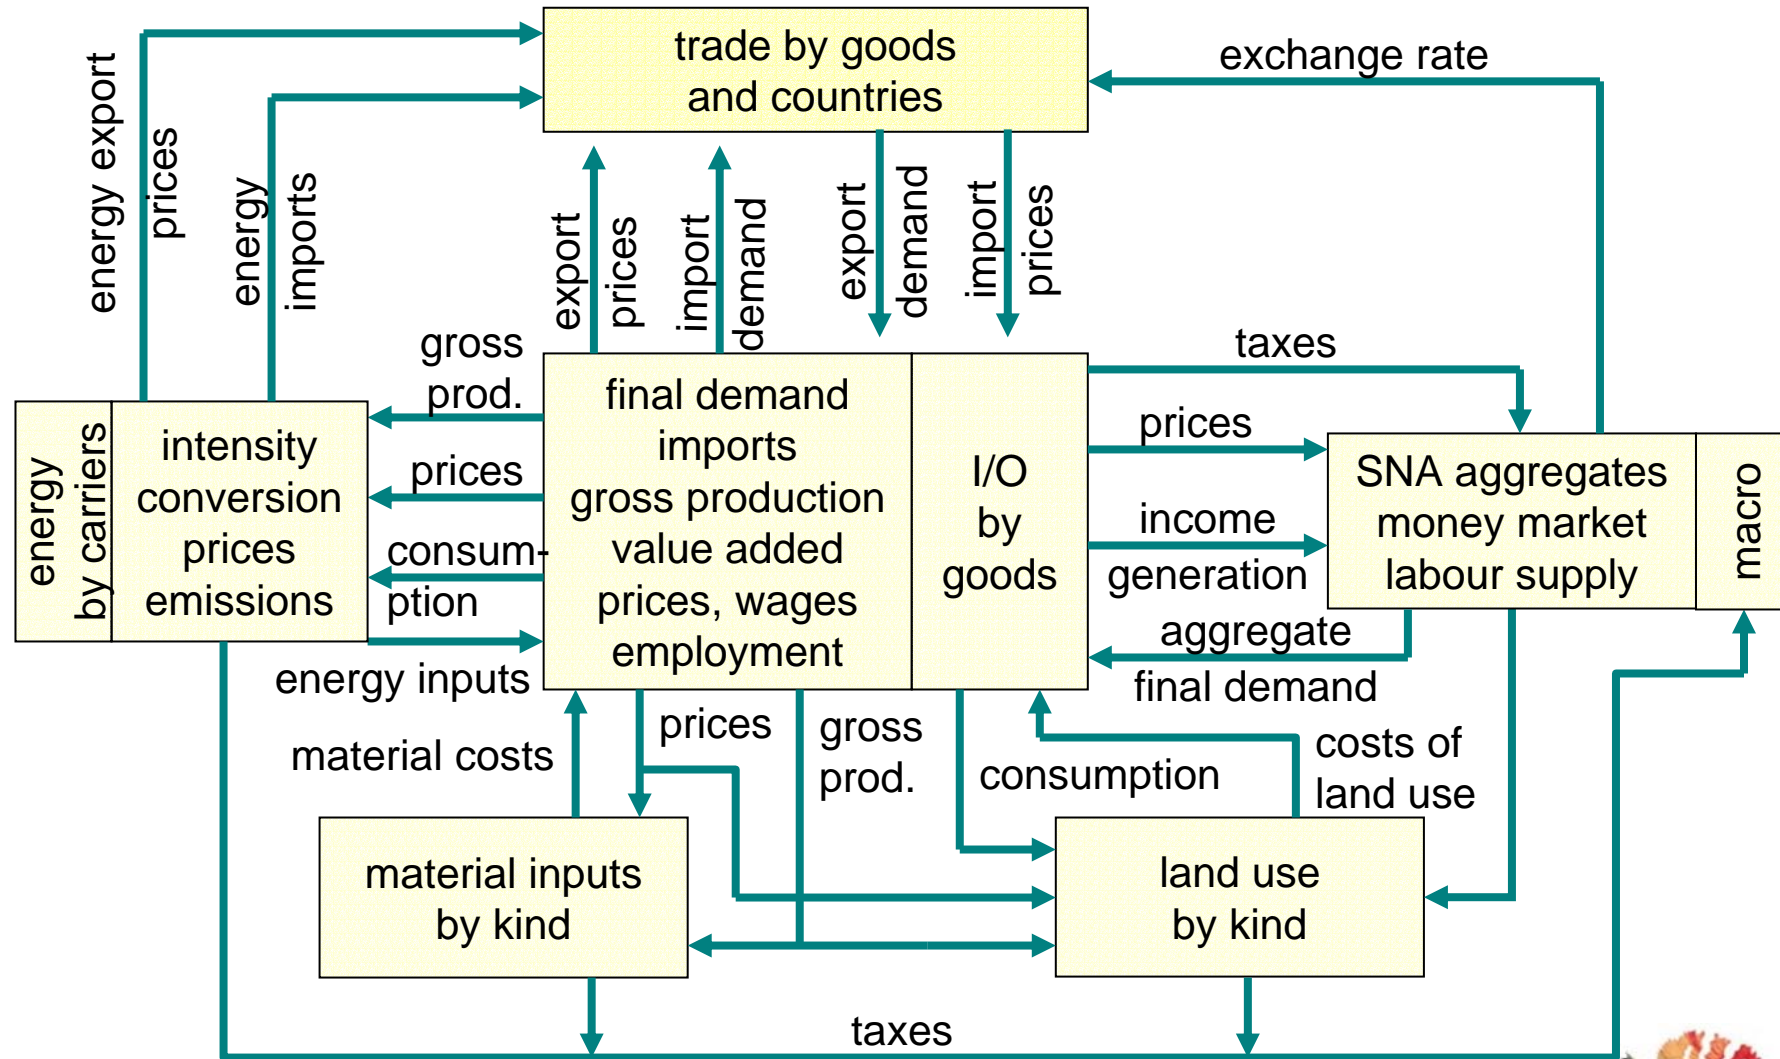 trade by goods
and countries
exchange rate
energy export
prices
energy
imports
export
prices
import
demand
export
demand
import
prices
gross
prod.
prices
consum-
ption
energy inputs
energy
by carriers
intensity
conversion
prices
emissions
final demand
imports
gross production
value added
prices, wages
employment
I/O
by
goods
taxes
prices
income
generation
aggregate
final demand
SNA aggregates
money market
labour supply
macro
material costs
prices
gross
prod.
consumption
costs of
land use
material inputs
by kind
land use
by kind
taxes